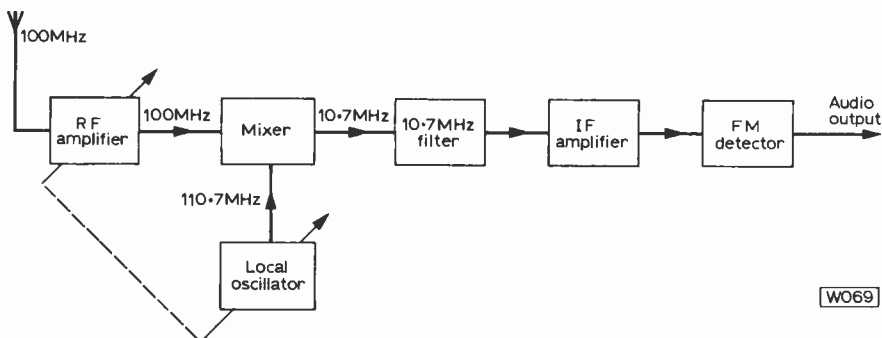 100MHz
RF
amplifier
100MHz
Mixer
10·7MHz
10·7MHz
filter
IF
amplifier
FM
detector
Audio
output
110·7MHz
Local
oscillator
W069